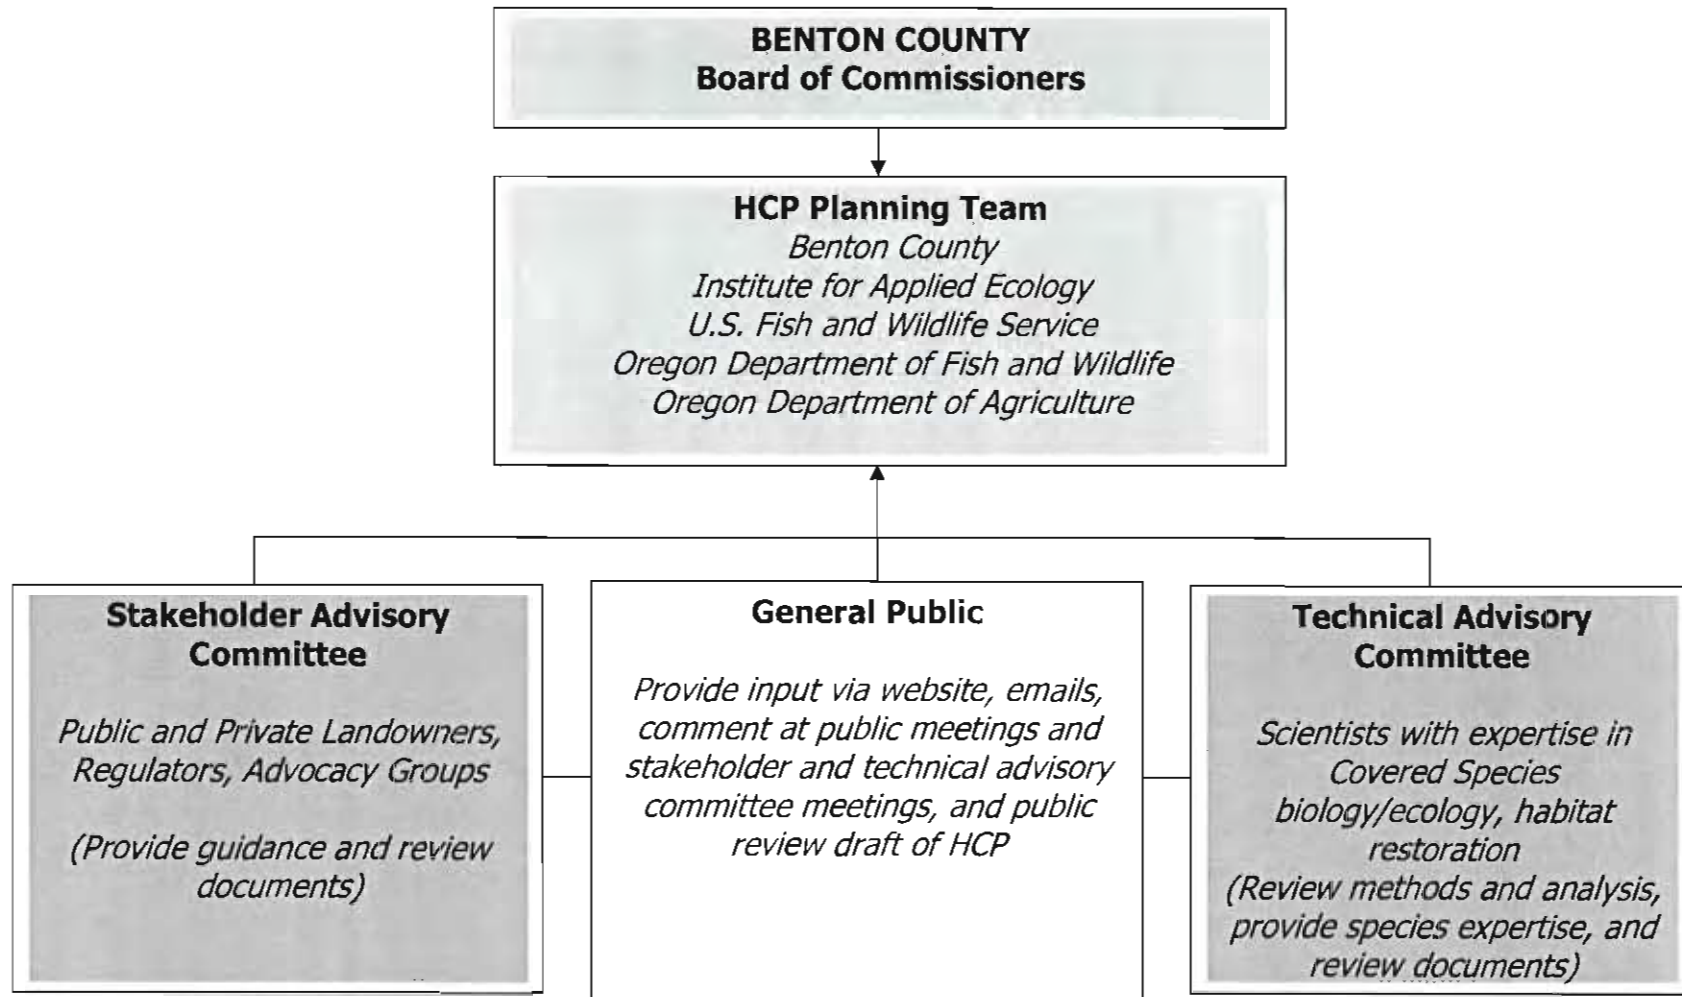 BENTON COUNTY
Board of Commissioners
HCP Planning Team
Benton County
Institute for Applied Ecology
U.S. Fish and Wildlife Service
Oregon Department of Fish and Wildlife
Oregon Department of Agriculture
Stakeholder Advisory
Committee
Public and Private Landowners,
Regulators, Advocacy Groups
(Provide guidance and review
documents)
General Public
Provide input via website, emails,
comment at public meetings and
stakeholder and technical advisory
committee meetings, and public
review draft of HCP
Technical Advisory
Committee
Scientists with expertise in
Covered Species
biology/ecology, habitat
restoration
(Review methods and analysis,
provide species expertise, and
review documents)